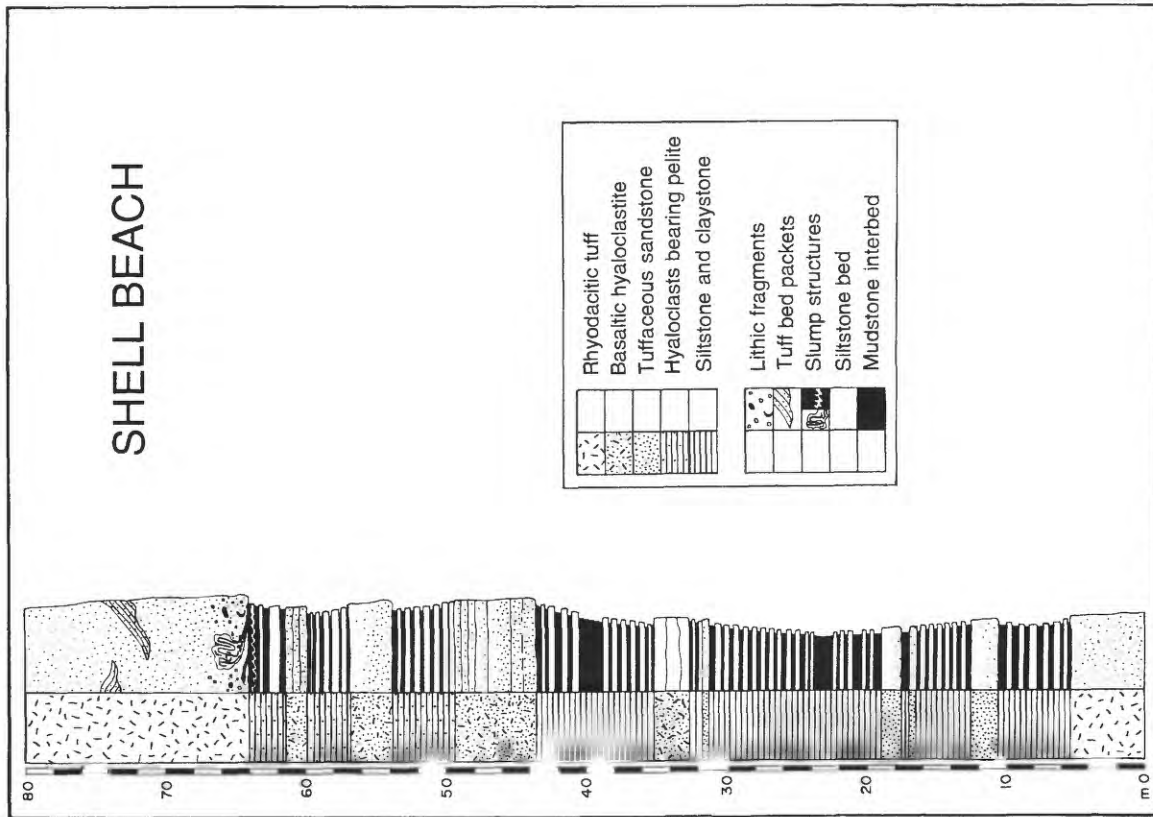 SHELL BEACH
Rhyodacitic tuff
Basaltic hyaloclastite
Tuffaceous sandstone
Hyaloclasts bearing pelite
Siltstone and claystone
Lithic fragments
Tuff bed packets
Slump structures
Siltstone bed
Mudstone interbed
80
70
60
50
40
30
20
10
m 0